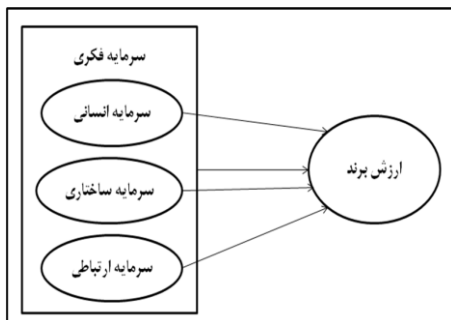 سرمایه فکری
سرمایه انسانی
ارزش برند
سرمایه ساختاری
سرمایه ارتباطی